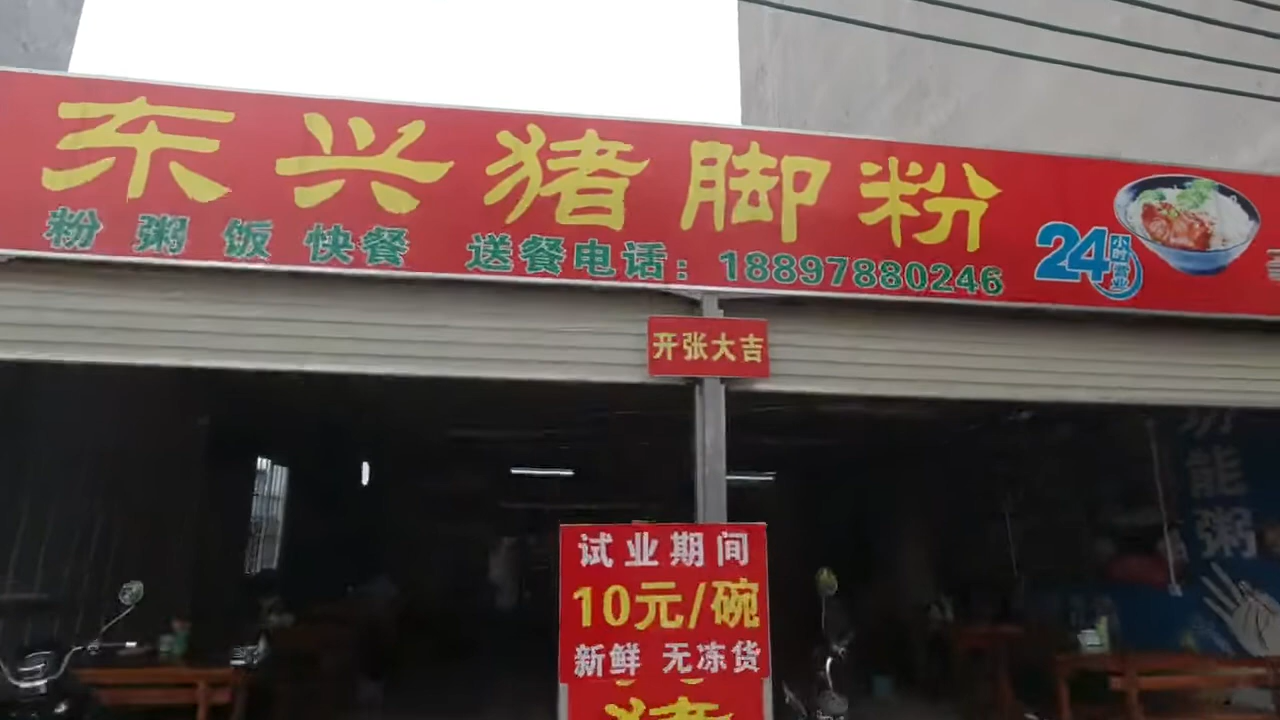 东兴猪脚粉
粉 粥 饭 快餐 送餐电话：18897880246
24小时营业
开张大吉
试业期间
10元/碗
新鲜 无冻货
猪
能
粥